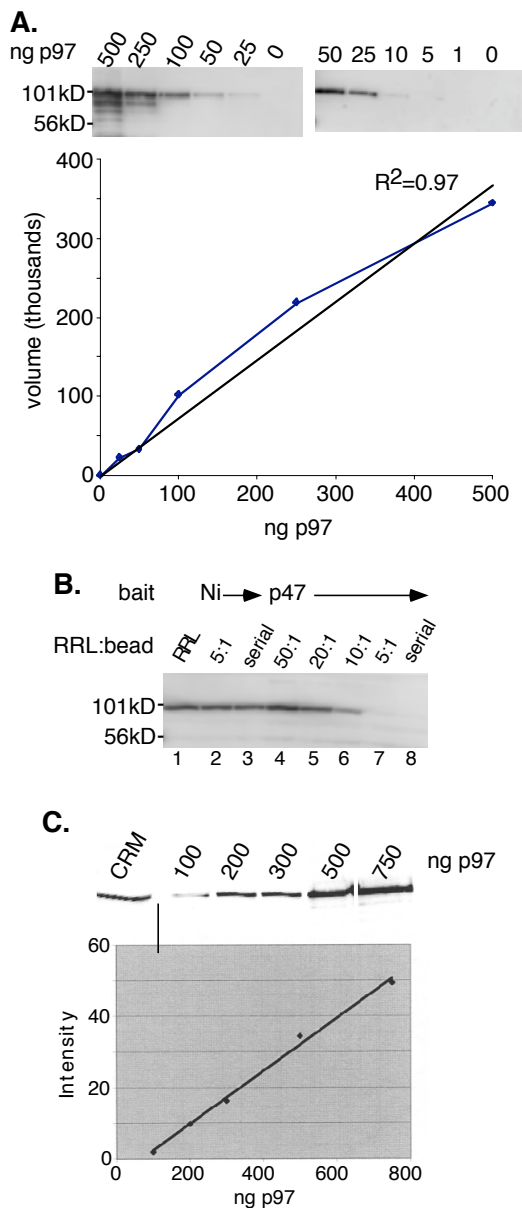 A.
ng p97 500 250 100 50 25 0 50 25 10 5 1 0
101kD
56kD
400
R2=0.97
300
volume (thousands)
200
100
0
0 100 200 300 400 500
ng p97
B.
bait Ni p47
RRL:bead RRL 5:1 serial 50:1 20:1 10:1 5:1 serial
101kD
56kD
1 2 3 4 5 6 7 8
C.
CRM 100 200 300 500 750 ng p97
60
40
Intensity
20
0
0 200 400 600 800
ng p97